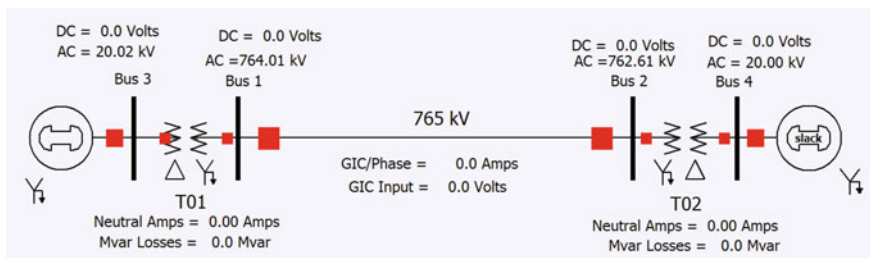 DC = 0.0 Volts
AC = 20.02 kV
Bus 3
DC = 0.0 Volts
AC =764.01 kV
Bus 1
DC = 0.0 Volts
AC =762.61 kV
Bus 2
DC = 0.0 Volts
AC = 20.00 kV
Bus 4
765 kV
slack
GIC/Phase = 0.0 Amps
GIC Input = 0.0 Volts
T01
Neutral Amps = 0.00 Amps
Mvar Losses = 0.0 Mvar
T02
Neutral Amps = 0.00 Amps
Mvar Losses = 0.0 Mvar